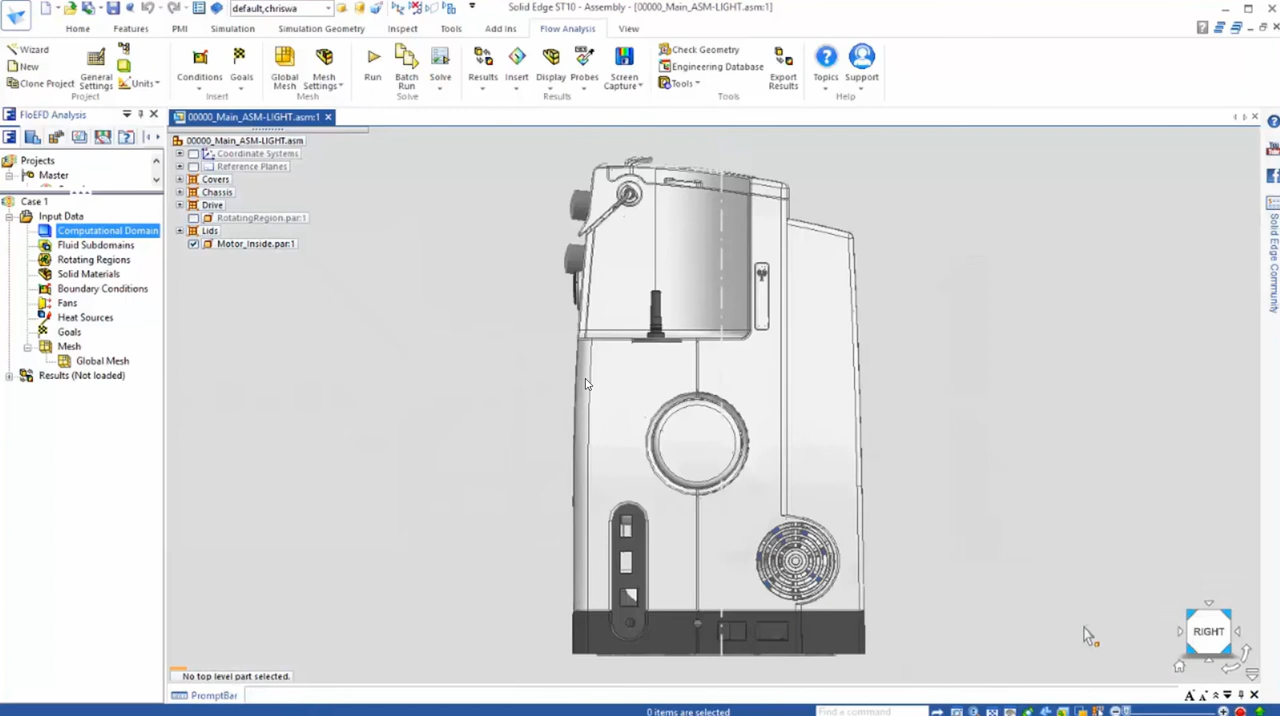 default,chriswa
Solid Edge ST10 - Assembly - [00000_Main_ASM-LIGHT.asm:1]
Home Features PMI Simulation Simulation Geometry Inspect Tools Add Ins Flow Analysis View
Wizard
New
Clone Project
General Settings
Units
Project
Conditions
Goals
Insert
Global Mesh
Mesh Settings
Mesh
Run
Batch Run
Solve
Solve
Results
Insert
Display
Probes
Screen Capture
Results
Check Geometry
Engineering Database
Tools
Export Results
Tools
Topics
Support
Help
FloEFD Analysis
00000_Main_ASM-LIGHT.asm:1
Projects
Master
Case 1
Input Data
Computational Domain
Fluid Subdomains
Rotating Regions
Solid Materials
Boundary Conditions
Fans
Heat Sources
Goals
Mesh
Global Mesh
Results (Not loaded)
00000_Main_ASM-LIGHT.asm
Coordinate Systems
Reference Planes
Covers
Chassis
Drive
RotatingRegion.par:1
Lids
Motor_Inside.par:1
Solid Edge Community
RIGHT
No top level part selected.
PromptBar
0 items are selected
Find a command